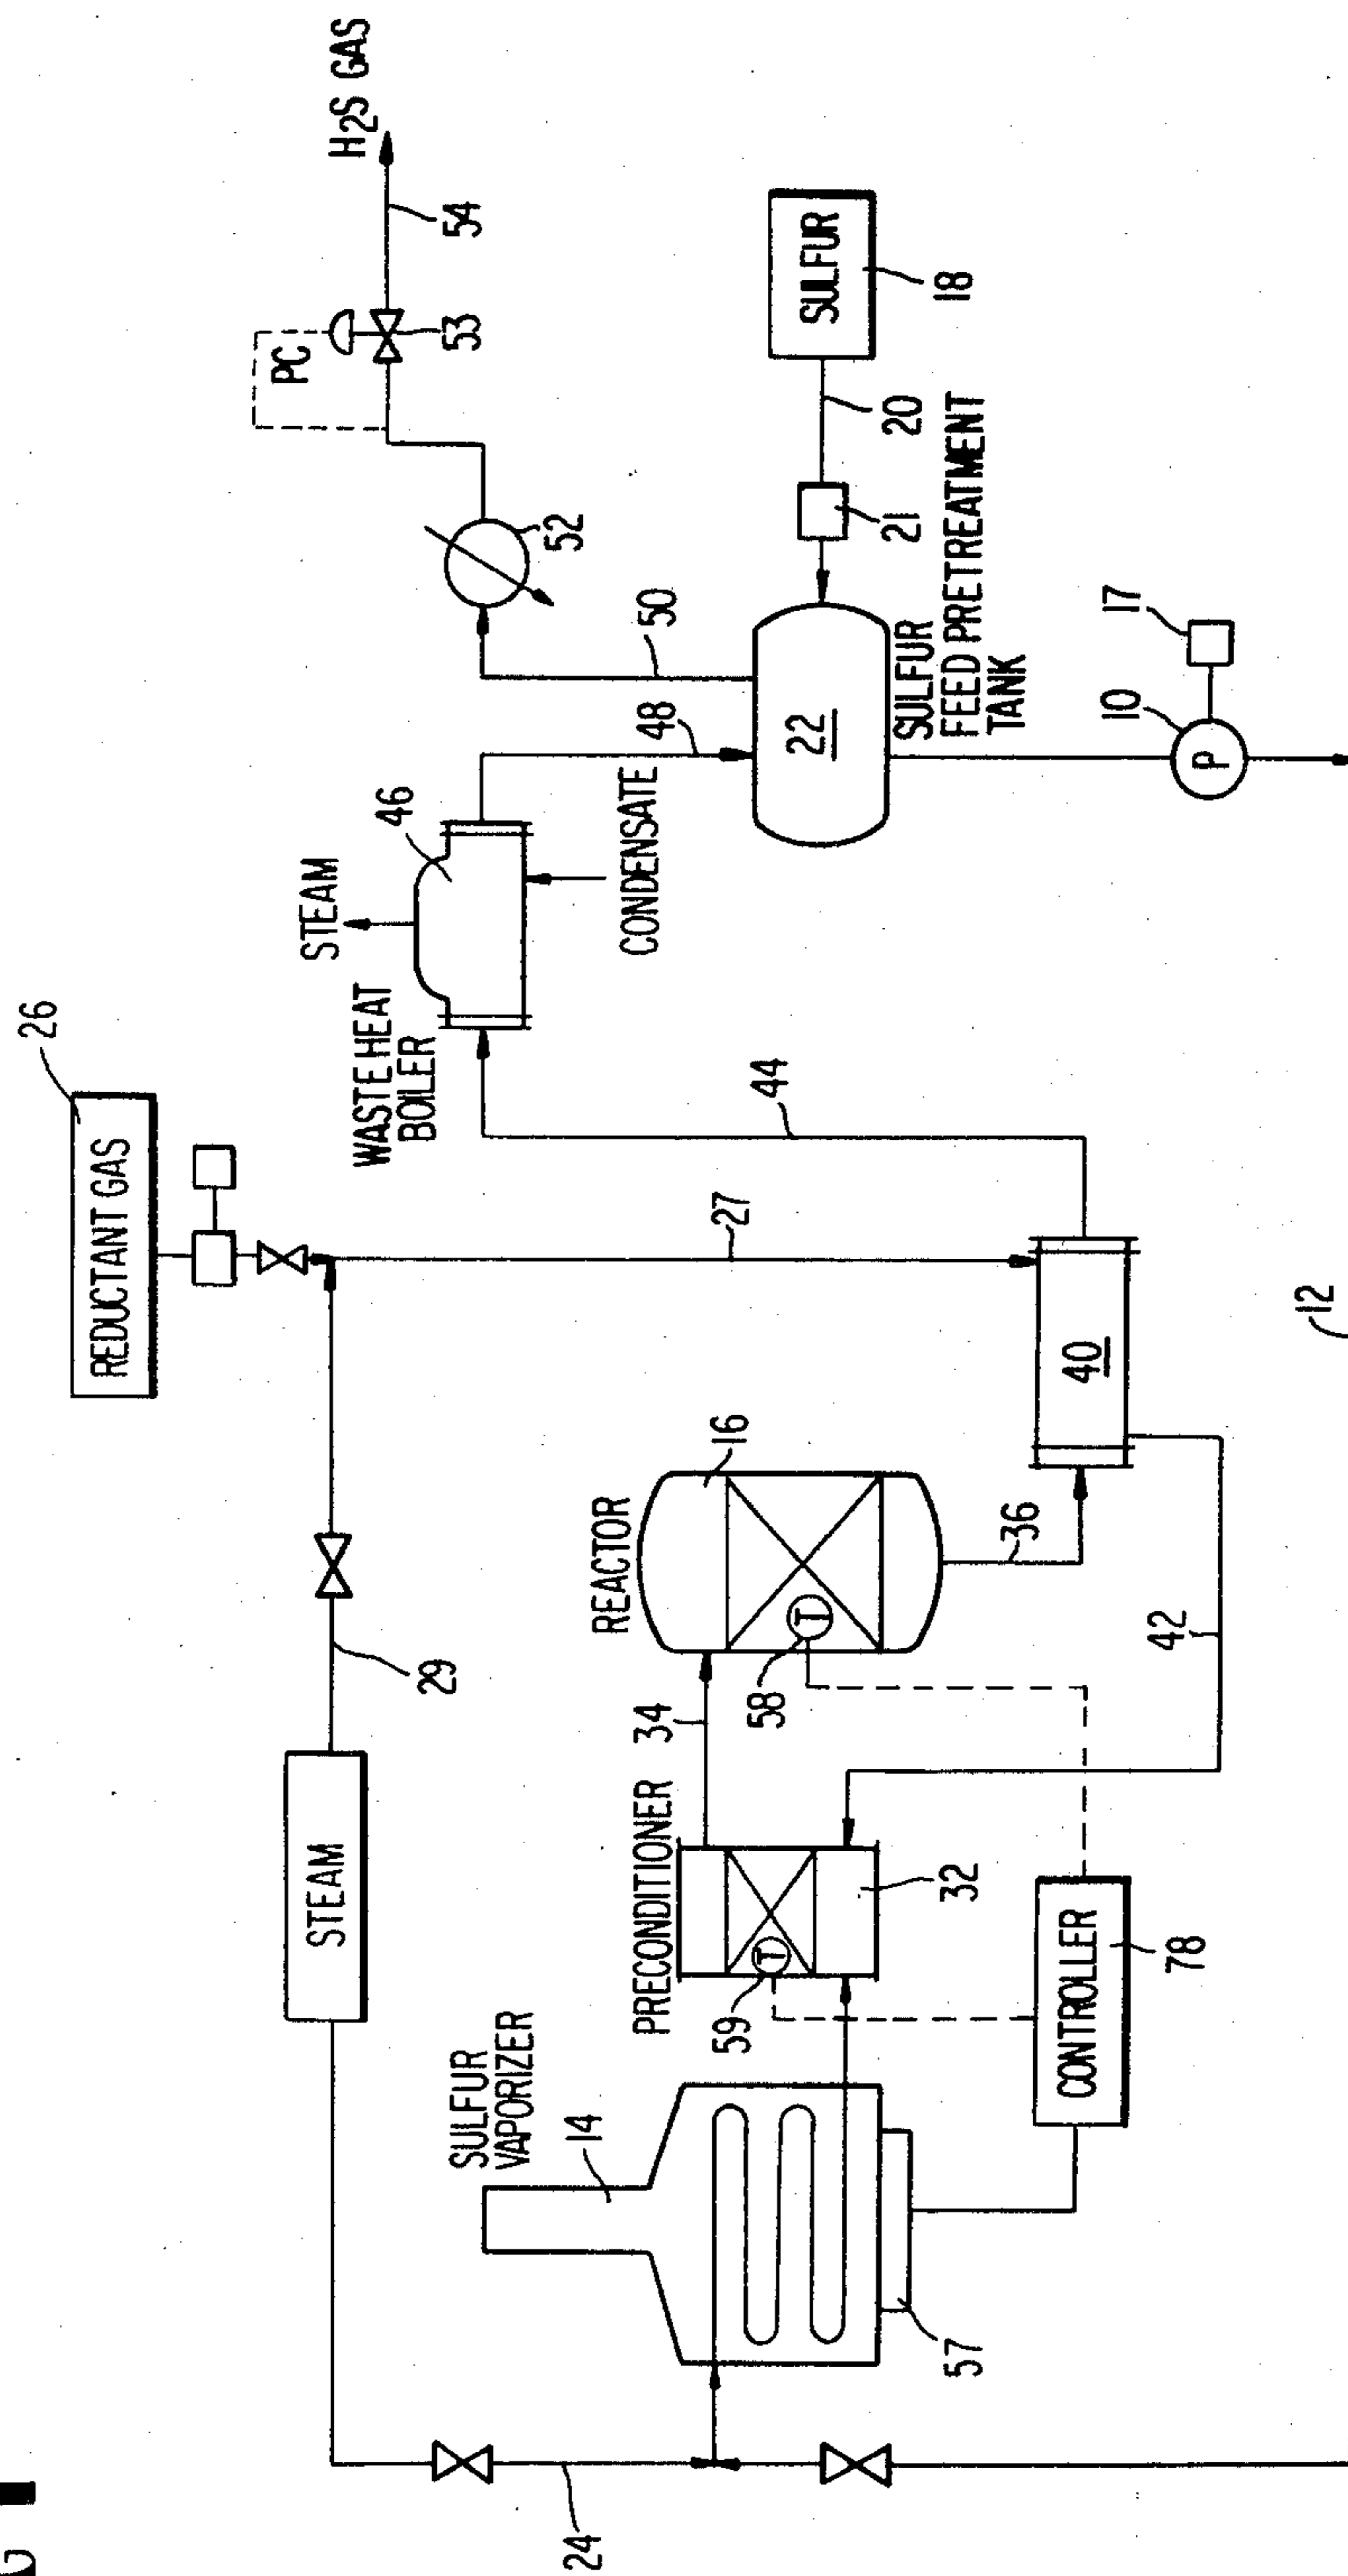 REDUCTANT GAS
26
STEAM
29
24
27
SULFUR
VAPORIZER
14
57
PRECONDITIONER
59
32
34
REACTOR
16
58
36
CONTROLLER
78
42
40
44
12
WASTE HEAT
BOILER
STEAM
46
CONDENSATE
48
50
52
PC
53
54
H2S GAS
SULFUR
18
20
21
22
SULFUR
FEED PRETREATMENT
TANK
10
P
17
T
T